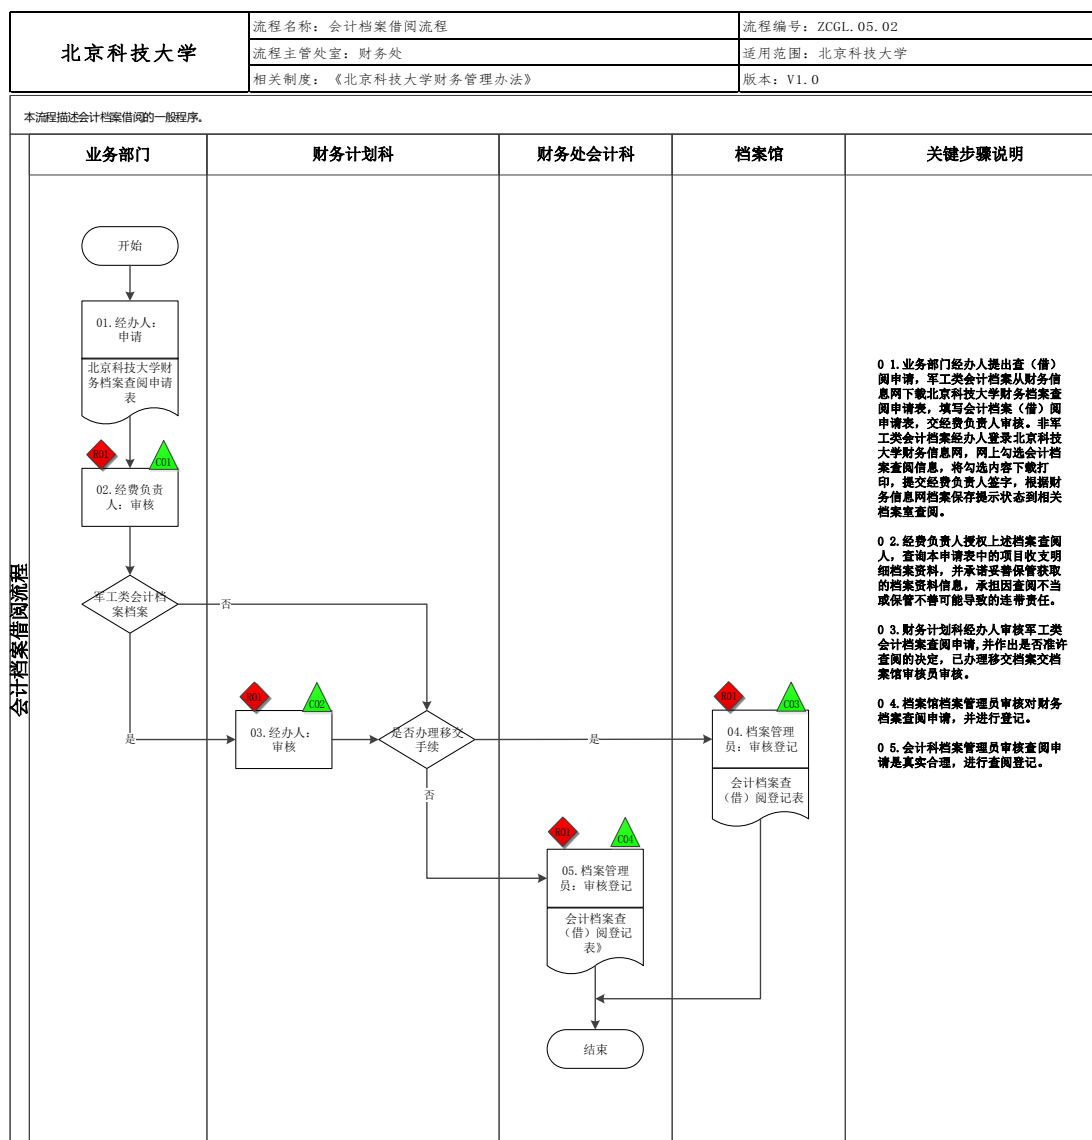 北京科技大学
流程名称：会计档案借阅流程
流程编号：ZCGL.05.02
流程主管处室：财务处
适用范围：北京科技大学
相关制度：《北京科技大学财务管理办法》
版本：V1.0
本流程描述会计档案借阅的一般程序。
业务部门
财务计划科
财务处会计科
档案馆
关键步骤说明
会计档案借阅流程
开始
01.经办人：
申请
北京科技大学财
务档案查阅申请
表
R01
C01
02.经费负责
人：审核
军工类会计档
案档案
否
是
R01
C02
03.经办人：
审核
是否办理移交
手续
是
否
R01
C03
04.档案管理
员：审核登记
会计档案查
（借）阅登记表
R01
C04
05.档案管理
员：审核登记
会计档案查
（借）阅登记
表》
结束
0 1.业务部门经办人提出查（借）
阅申请，军工类会计档案从财务信
息网下载北京科技大学财务档案查
阅申请表，填写会计档案（借）阅
申请表，交经费负责人审核。非军
工类会计档案经办人登录北京科技
大学财务信息网，网上勾选会计档
案查阅信息，将勾选内容下载打
印，提交经费负责人签字，根据财
务信息网档案保存提示状态到相关
档案室查阅。
0 2.经费负责人授权上述档案查阅
人，查询本申请表中的项目收支明
细档案资料，并承诺妥善保管获取
的档案资料信息，承担因查阅不当
或保管不善可能导致的连带责任。
0 3.财务计划科经办人审核军工类
会计档案查阅申请,并作出是否准许
查阅的决定，已办理移交档案交档
案馆审核员审核。
0 4.档案馆档案管理员审核对财务
档案查阅申请，并进行登记。
0 5.会计科档案管理员审核查阅申
请是真实合理，进行查阅登记。